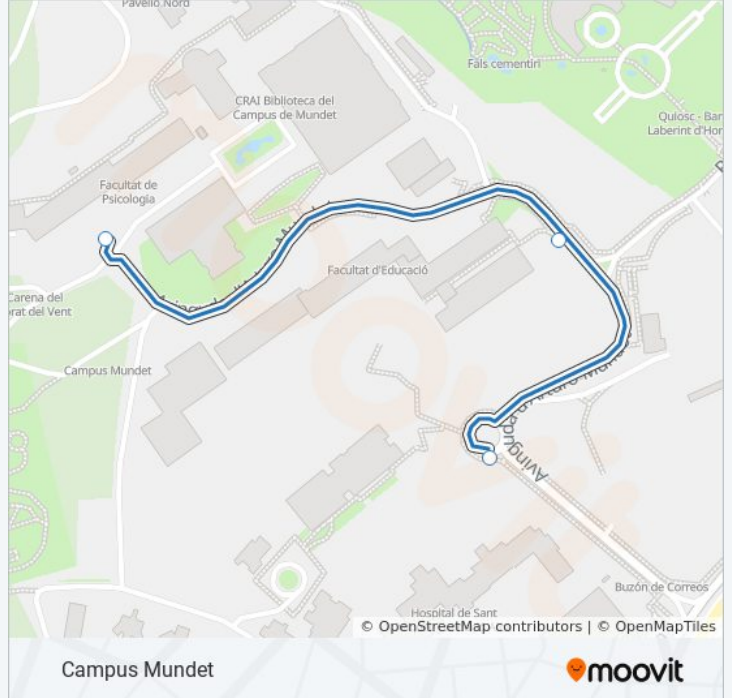 Pavelló Nord
Fals cementiri
CRAI Biblioteca del
Campus de Mundet
Quiosc - Bar
Laberint d'Hor
Facultat de
Psicologia
Facultat d'Educació
Carena del
rat del Vent
Campus Mundet
Avingu
Buzón de Correos
Hospital de Sant
© OpenStreetMap contributors | © OpenMapTiles
Campus Mundet
moovit